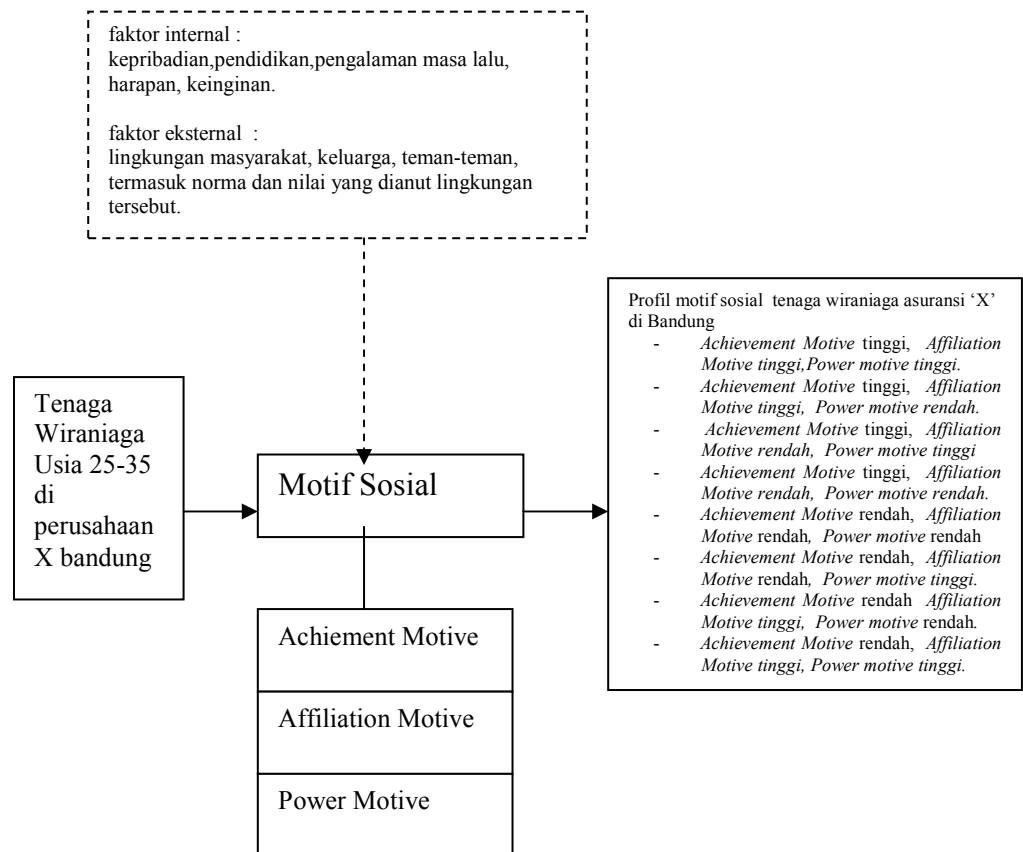 faktor internal :
kepribadian,pendidikan,pengalaman masa lalu,
harapan, keinginan.
faktor eksternal :
lingkungan masyarakat, keluarga, teman-teman,
termasuk norma dan nilai yang dianut lingkungan
tersebut.
Tenaga
Wiraniaga
Usia 25-35
di
perusahaan
X bandung
Motif Sosial
Achiement Motive
Affiliation Motive
Power Motive
Profil motif sosial tenaga wiraniaga asuransi ‘X’
di Bandung
- Achievement Motive tinggi, Affiliation
Motive tinggi,Power motive tinggi.
- Achievement Motive tinggi, Affiliation
Motive tinggi, Power motive rendah.
- Achievement Motive tinggi, Affiliation
Motive rendah, Power motive tinggi
- Achievement Motive tinggi, Affiliation
Motive rendah, Power motive rendah.
- Achievement Motive rendah, Affiliation
Motive rendah, Power motive rendah
- Achievement Motive rendah, Affiliation
Motive rendah, Power motive tinggi.
- Achievement Motive rendah Affiliation
Motive tinggi, Power motive rendah.
- Achievement Motive rendah, Affiliation
Motive tinggi, Power motive tinggi.